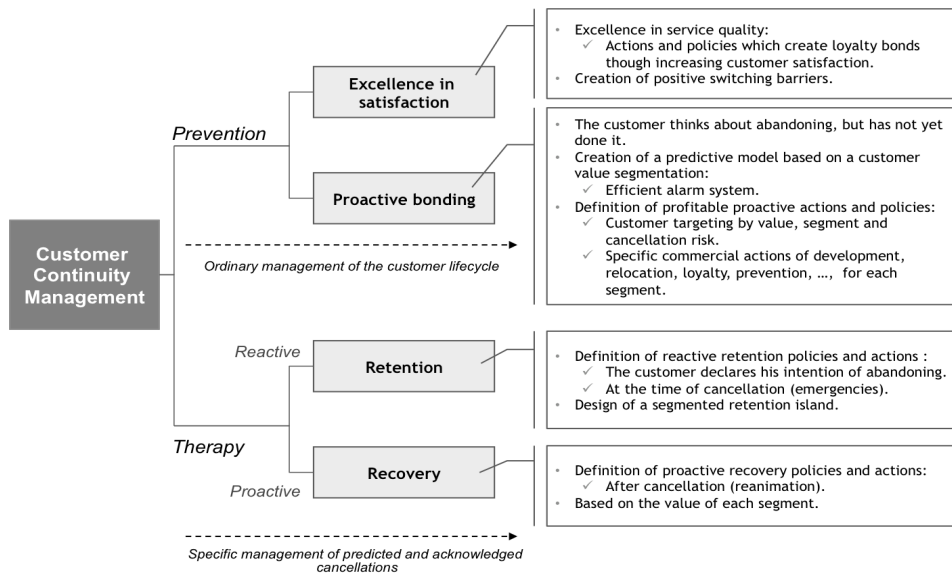 Customer
Continuity
Management
Prevention
Excellence in
satisfaction
Proactive bonding
Ordinary management of the customer lifecycle
Excellence in service quality:
Actions and policies which create loyalty bonds
though increasing customer satisfaction.
Creation of positive switching barriers.
The customer thinks about abandoning, but has not yet
done it.
Creation of a predictive model based on a customer
value segmentation:
Efficient alarm system.
Definition of profitable proactive actions and policies:
Customer targeting by value, segment and
cancellation risk.
Specific commercial actions of development,
relocation, loyalty, prevention, …, for each
segment.
Reactive
Retention
Therapy
Proactive
Recovery
Specific management of predicted and acknowledged
cancellations
Definition of reactive retention policies and actions :
The customer declares his intention of abandoning.
At the time of cancellation (emergencies).
Design of a segmented retention island.
Definition of proactive recovery policies and actions:
After cancellation (reanimation).
Based on the value of each segment.